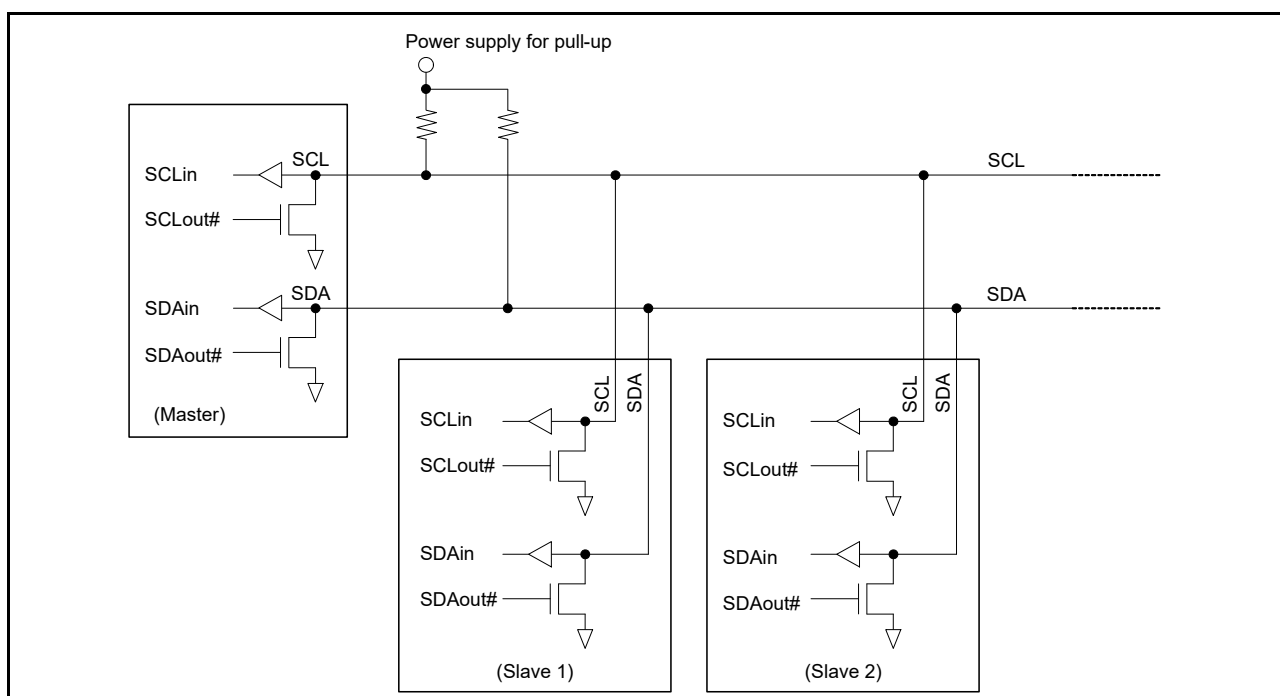 Power supply for pull-up
SCL
SCLin
SCLout#
SDA
SDAin
SDAout#
(Master)
SCL
SDA
SCL
SDA
SCLin
SCLout#
SDAin
SDAout#
(Slave 1)
SCL
SDA
SCLin
SCLout#
SDAin
SDAout#
(Slave 2)